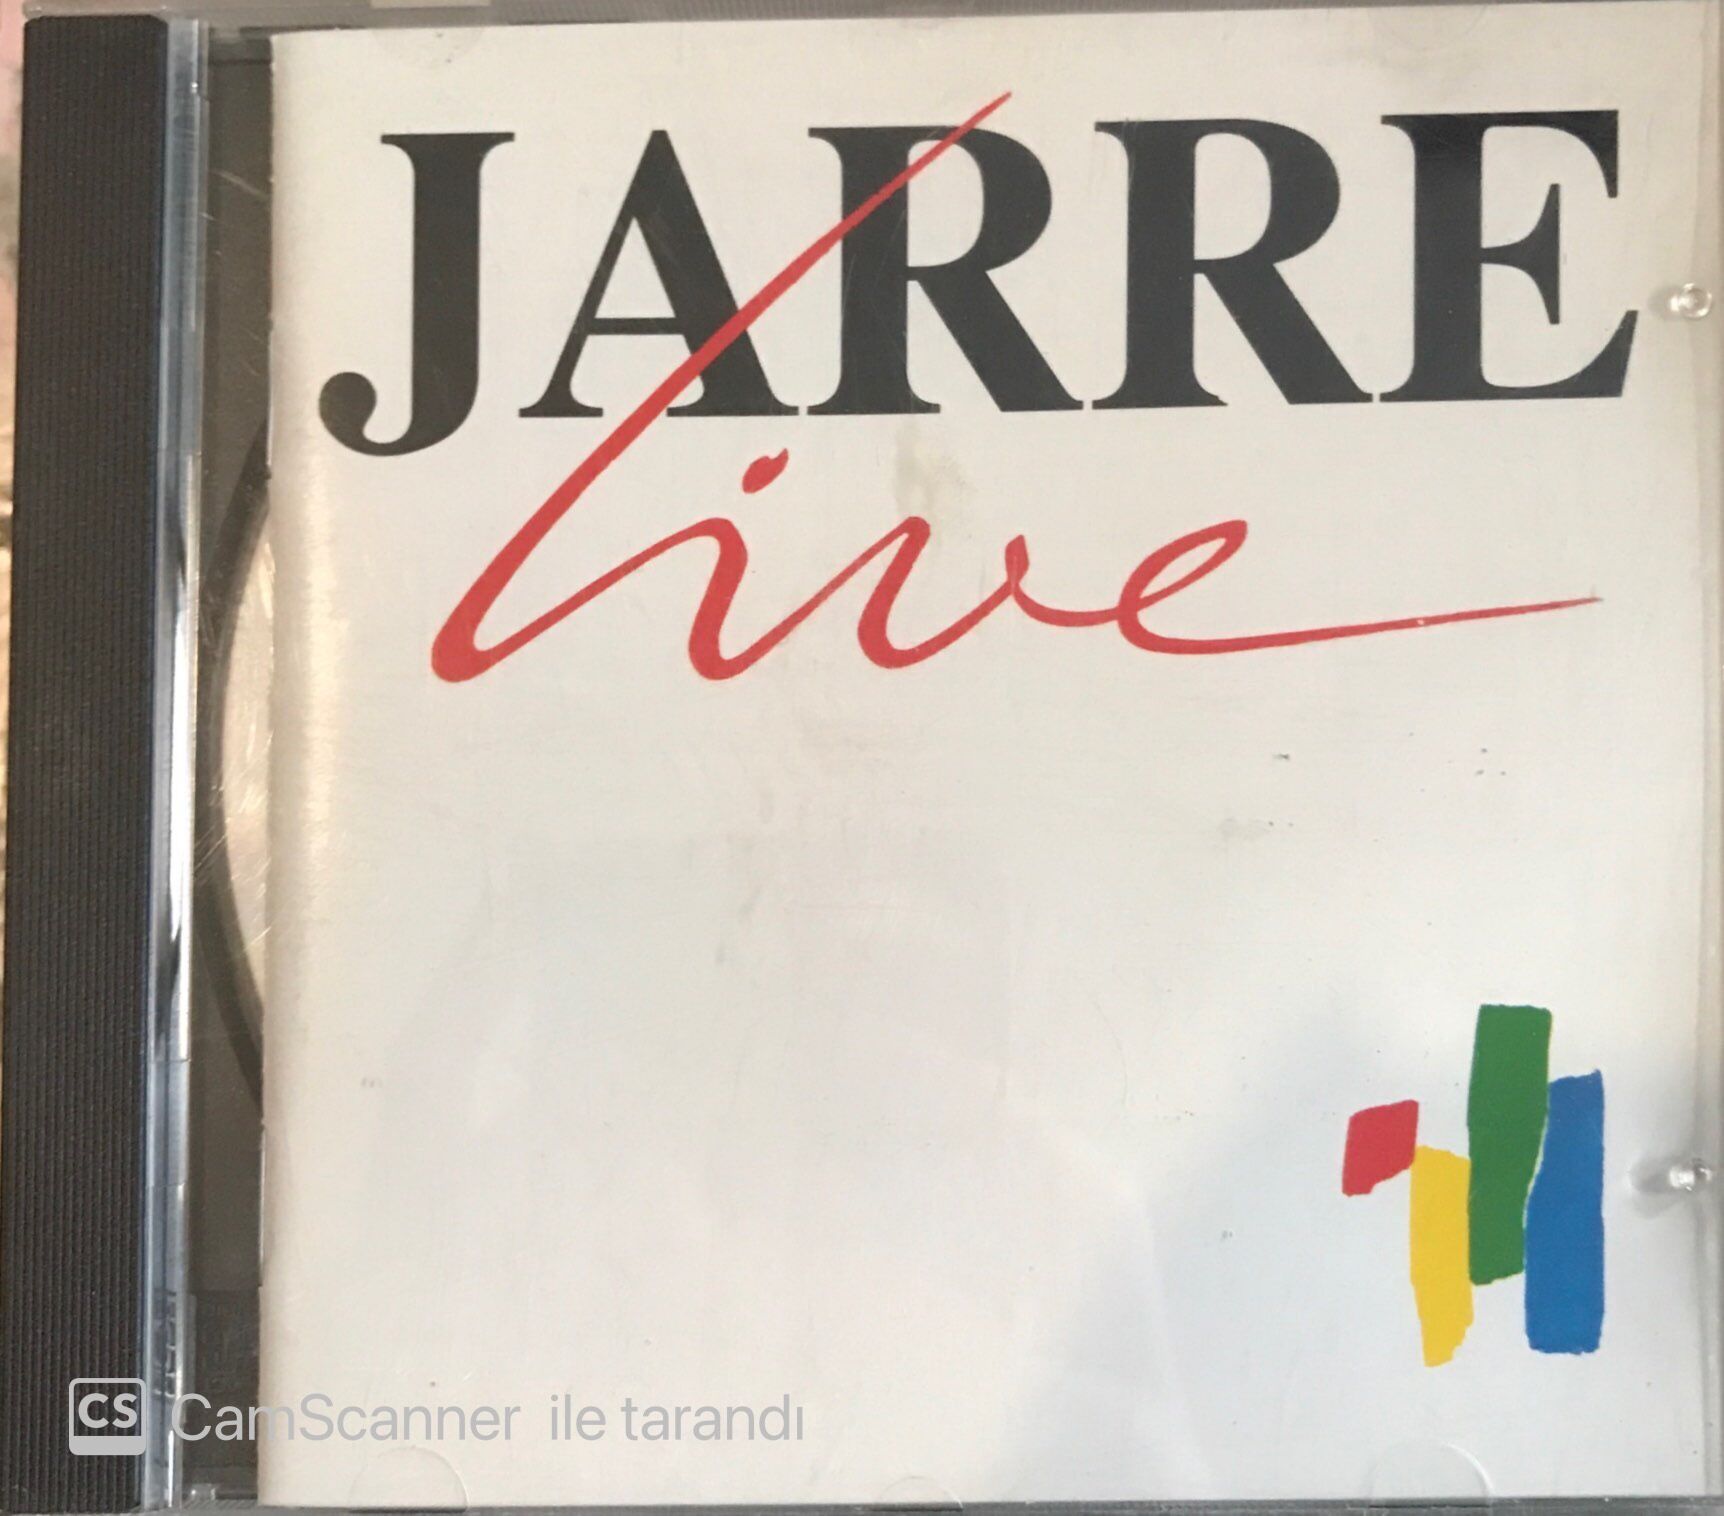 JARRE
live
CS CamScanner ile tarandı